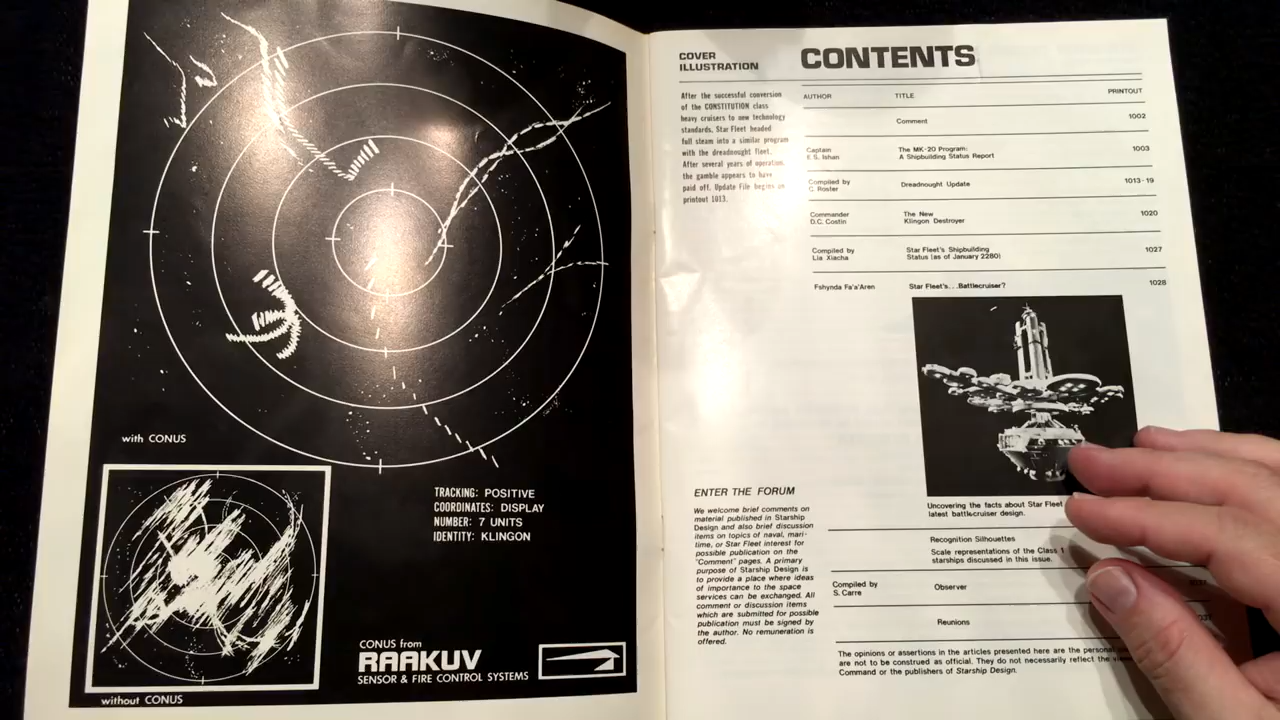 with CONUS
TRACKING: POSITIVE
COORDINATES: DISPLAY
NUMBER: 7 UNITS
IDENTITY: KLINGON
CONUS from
RAAKUV
SENSOR & FIRE CONTROL SYSTEMS
without CONUS
COVER
ILLUSTRATION
After the successful conversion
of the CONSTITUTION class
heavy cruisers to new technology
standards, Star Fleet headed
full steam into a similar program
with the dreadnought fleet.
After several years of operation,
the gamble appears to have
paid off. Update File begins on
printout 1013.
ENTER THE FORUM
We welcome brief comments on
material published in Starship
Design and also brief discussion
items on topics of naval, mari-
time, or Star Fleet interest for
possible publication on the
"Comment" pages. A primary
purpose of Starship Design is
to provide a place where ideas
of importance to the space
services can be exchanged. All
comment or discussion items
which are submitted for possible
publication must be signed by
the author. No remuneration is
offered.
CONTENTS
AUTHOR TITLE PRINTOUT
Comment 1002
Captain The MK-20 Program: 1003
E.S. Ishan A Shipbuilding Status Report
Compiled by Dreadnought Update 1013-19
C. Roster
Commander The New 1020
D.C. Costin Klingon Destroyer
Compiled by Star Fleet's Shipbuilding 1027
Lia Xiacha Status (as of January 2280)
Fshynda Fa'a'Aren Star Fleet's...Battlecruiser? 1028
Uncovering the facts about Star Fleet
latest battlecruiser design.
Recognition Silhouettes
Scale representations of the Class 1
starships discussed in this issue.
Compiled by Observer
S. Carre
Reunions
The opinions or assertions in the articles presented here are the personal
are not to be construed as official. They do not necessarily reflect the
Command or the publishers of Starship Design.